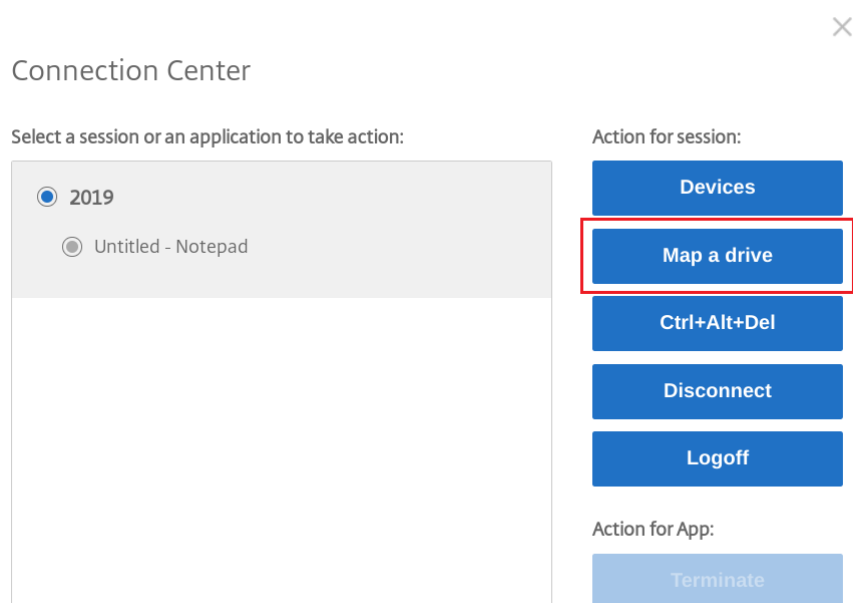 Connection Center
Select a session or an application to take action:
2019
Untitled - Notepad
Action for session:
Devices
Map a drive
Ctrl+Alt+Del
Disconnect
Logoff
Action for App:
Terminate